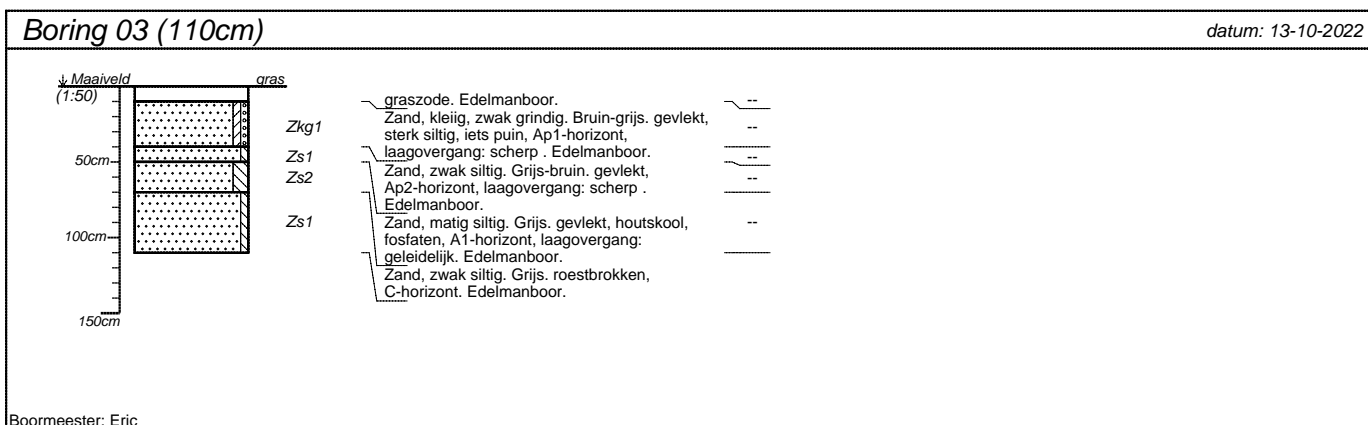 Boring 03 (110cm)
datum: 13-10-2022
Maaiveld
gras
(1:50)
50cm
100cm
150cm
Zkg1
Zs1
Zs2
Zs1
graszode. Edelmanboor.
Zand, kleiig, zwak grindig. Bruin-grijs. gevlekt,
sterk siltig, iets puin, Ap1-horizont,
laagovergang: scherp . Edelmanboor.
Zand, zwak siltig. Grijs-bruin. gevlekt,
Ap2-horizont, laagovergang: scherp .
Edelmanboor.
Zand, matig siltig. Grijs. gevlekt, houtskool,
fosfaten, A1-horizont, laagovergang:
geleidelijk. Edelmanboor.
Zand, zwak siltig. Grijs. roestbrokken,
C-horizont. Edelmanboor.
--
--
--
--
--
Boormeester: Eric